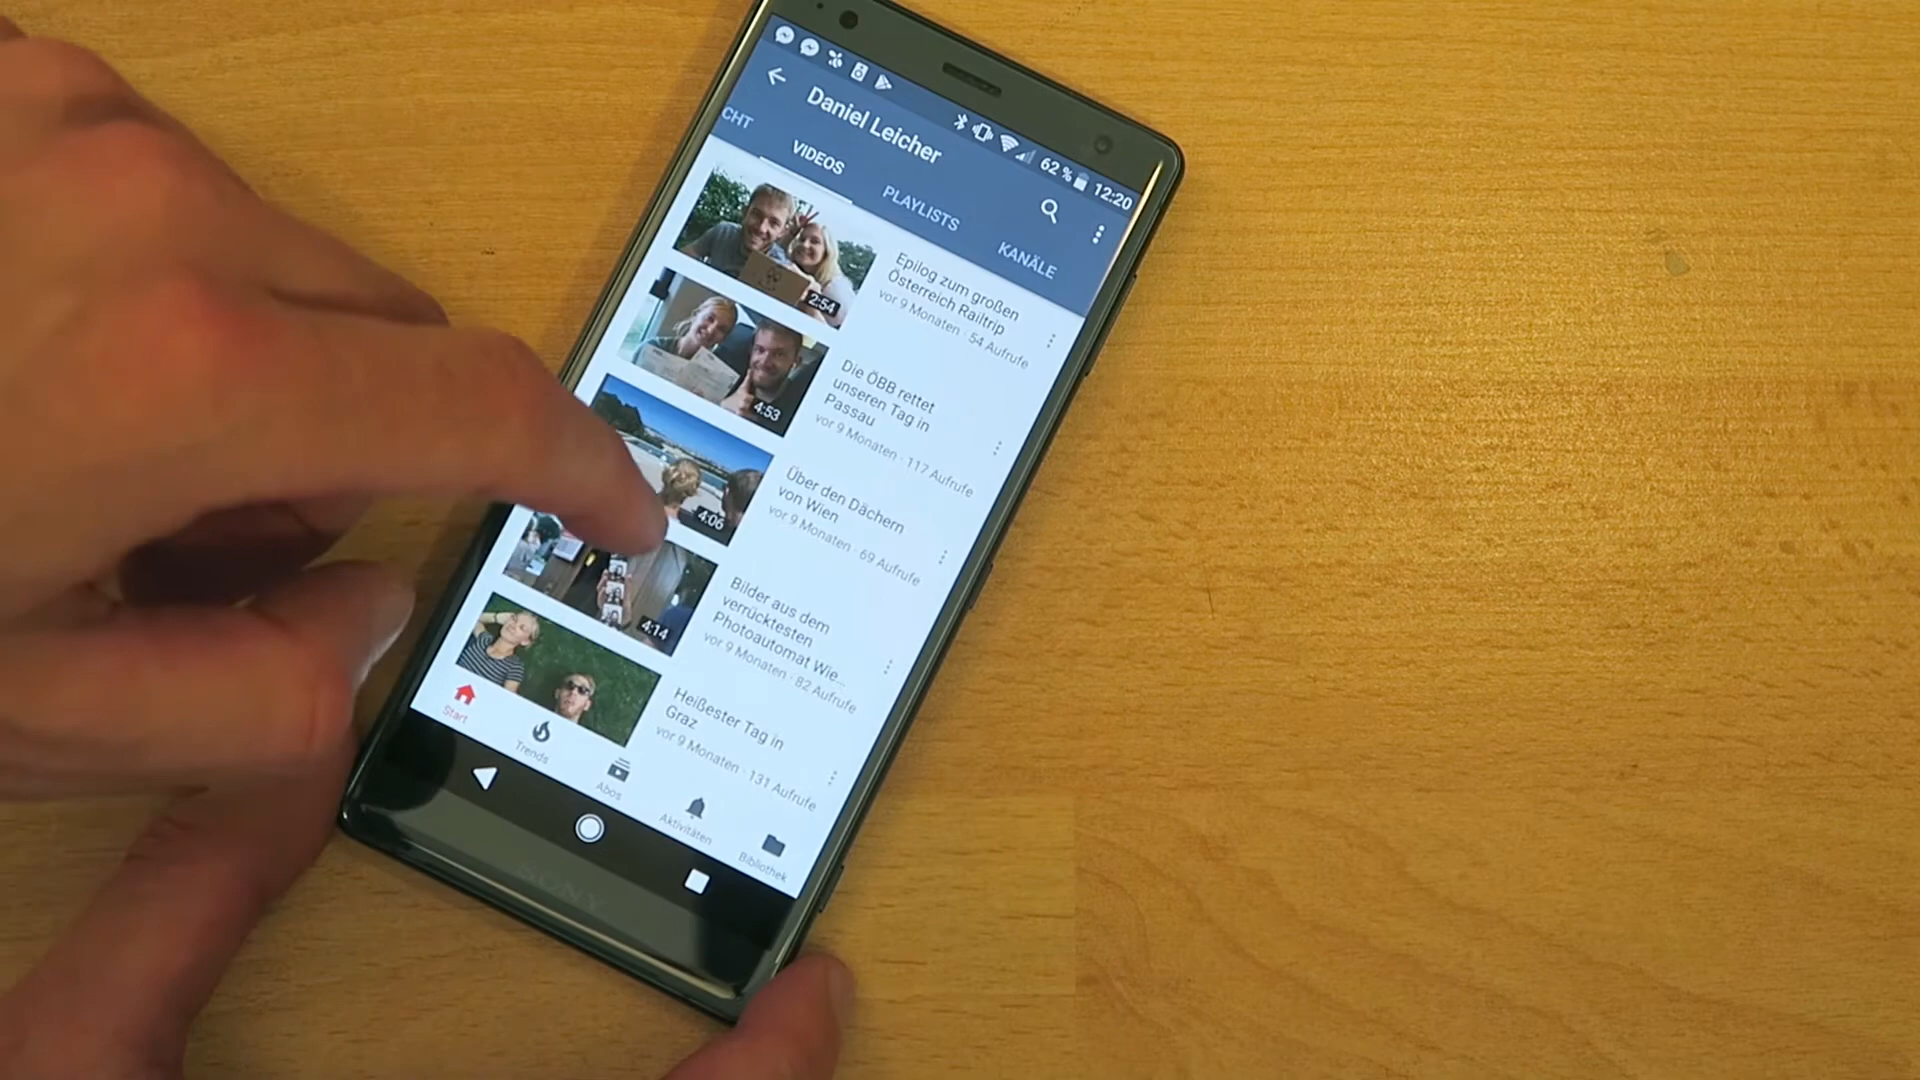 62 % 12:20
Daniel Leicher
CHT VIDEOS PLAYLISTS KANÄLE
2:54
Epilog zum großen
Österreich Railtrip
vor 9 Monaten · 54 Aufrufe
4:53
Die ÖBB rettet
unseren Tag in
Passau
vor 9 Monaten · 117 Aufrufe
4:06
Über den Dächern
von Wien
vor 9 Monaten · 69 Aufrufe
4:14
Bilder aus dem
verrücktesten
Photoautomat Wie...
vor 9 Monaten · 82 Aufrufe
Heißester Tag in
Graz
vor 9 Monaten · 131 Aufrufe
Start Trends Abos Aktivitäten Bibliothek
SONY